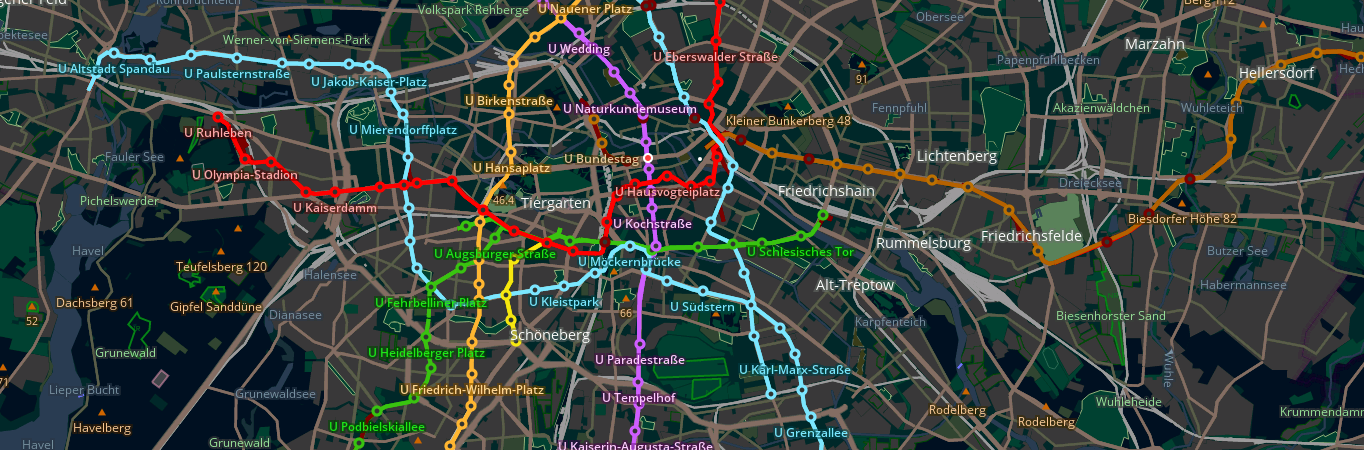 Volkspark Rehberge
U Nauener Platz
Obersee
Werner-von-Siemens-Park
U Wedding
U Eberswalder Straße
Marzahn
Papenpfuhlbecken
U Altstadt Spandau
U Paulsternstraße
U Jakob-Kaiser-Platz
91
Hellersdorf
U Birkenstraße
U Naturkundemuseum
Fennpfuhl
Akazienwäldchen
Wuhleteich
U Ruhleben
U Mierendorffplatz
Kleiner Bunkerberg 48
Fauler See
U Hansaplatz
U Bundestag
Lichtenberg
U Olympia-Stadion
U Hausvogteiplatz
Friedrichshain
Dreiecksee
Pichelswerder
U Kaiserdamm
46.4
Tiergarten
U Kochstraße
Biesdorfer Höhe 82
Friedrichsfelde
Havel
Rummelsburg
Butzer See
U Augsburger Straße
U Möckernbrücke
U Schlesisches Tor
Teufelsberg 120
Halensee
Alt-Treptow
Habermannsee
Dachsberg 61
Gipfel Sanddüne
U Fehrbelliner Platz
U Kleistpark
U Südstern
52
Dianasee
66
Karpfenteich
Biesenhorster Sand
Schöneberg
Grunewald
U Heidelberger Platz
U Paradestraße
Wuhle
U Karl-Marx-Straße
71
Lieper Bucht
Grunewaldsee
U Friedrich-Wilhelm-Platz
U Tempelhof
Wuhleheide
Rodelberg
Krummendamm
Havelberg
U Podbielskiallee
Rodelberg
U Grenzallee
Havel
Grunewald
U Kaiserin-Augusta-Straße